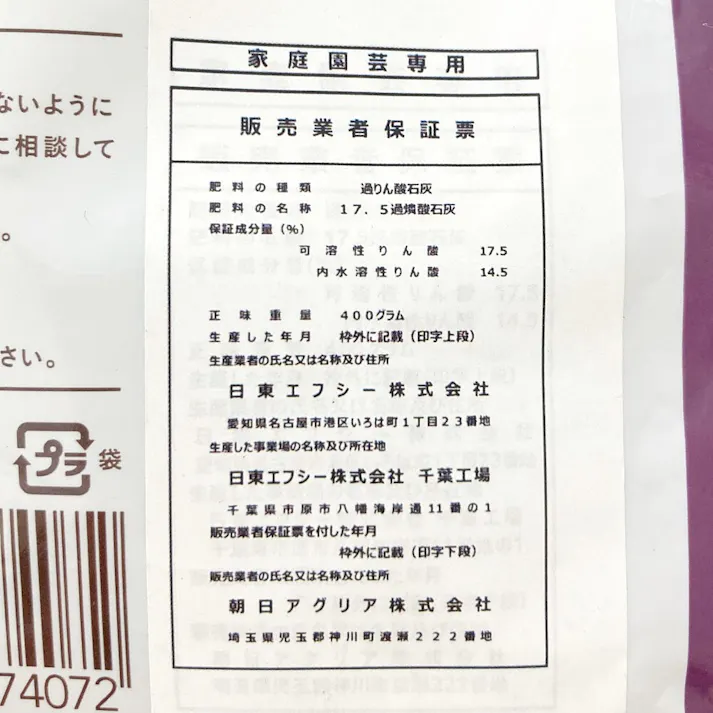 家庭園芸専用
販売業者保証票
肥料の種類 過りん酸石灰
肥料の名称 17.5過燐酸石灰
保証成分量(%)
可溶性りん酸 17.5
内水溶性りん酸 14.5
正味重量 400グラム
生産した年月 枠外に記載(印字上段)
生産業者の氏名又は名称及び住所
日東エフシー株式会社
愛知県名古屋市港区いろは町1丁目23番地
生産した事業場の名称及び所在地
日東エフシー株式会社 千葉工場
千葉県市原市八幡海岸通11番の1
販売業者保証票を付した年月
枠外に記載(印字下段)
販売業者の氏名又は名称及び住所
朝日アグリア株式会社
埼玉県児玉郡神川町渡瀬222番地
ないように
に相談して
。
さい。
プラ 袋
74072